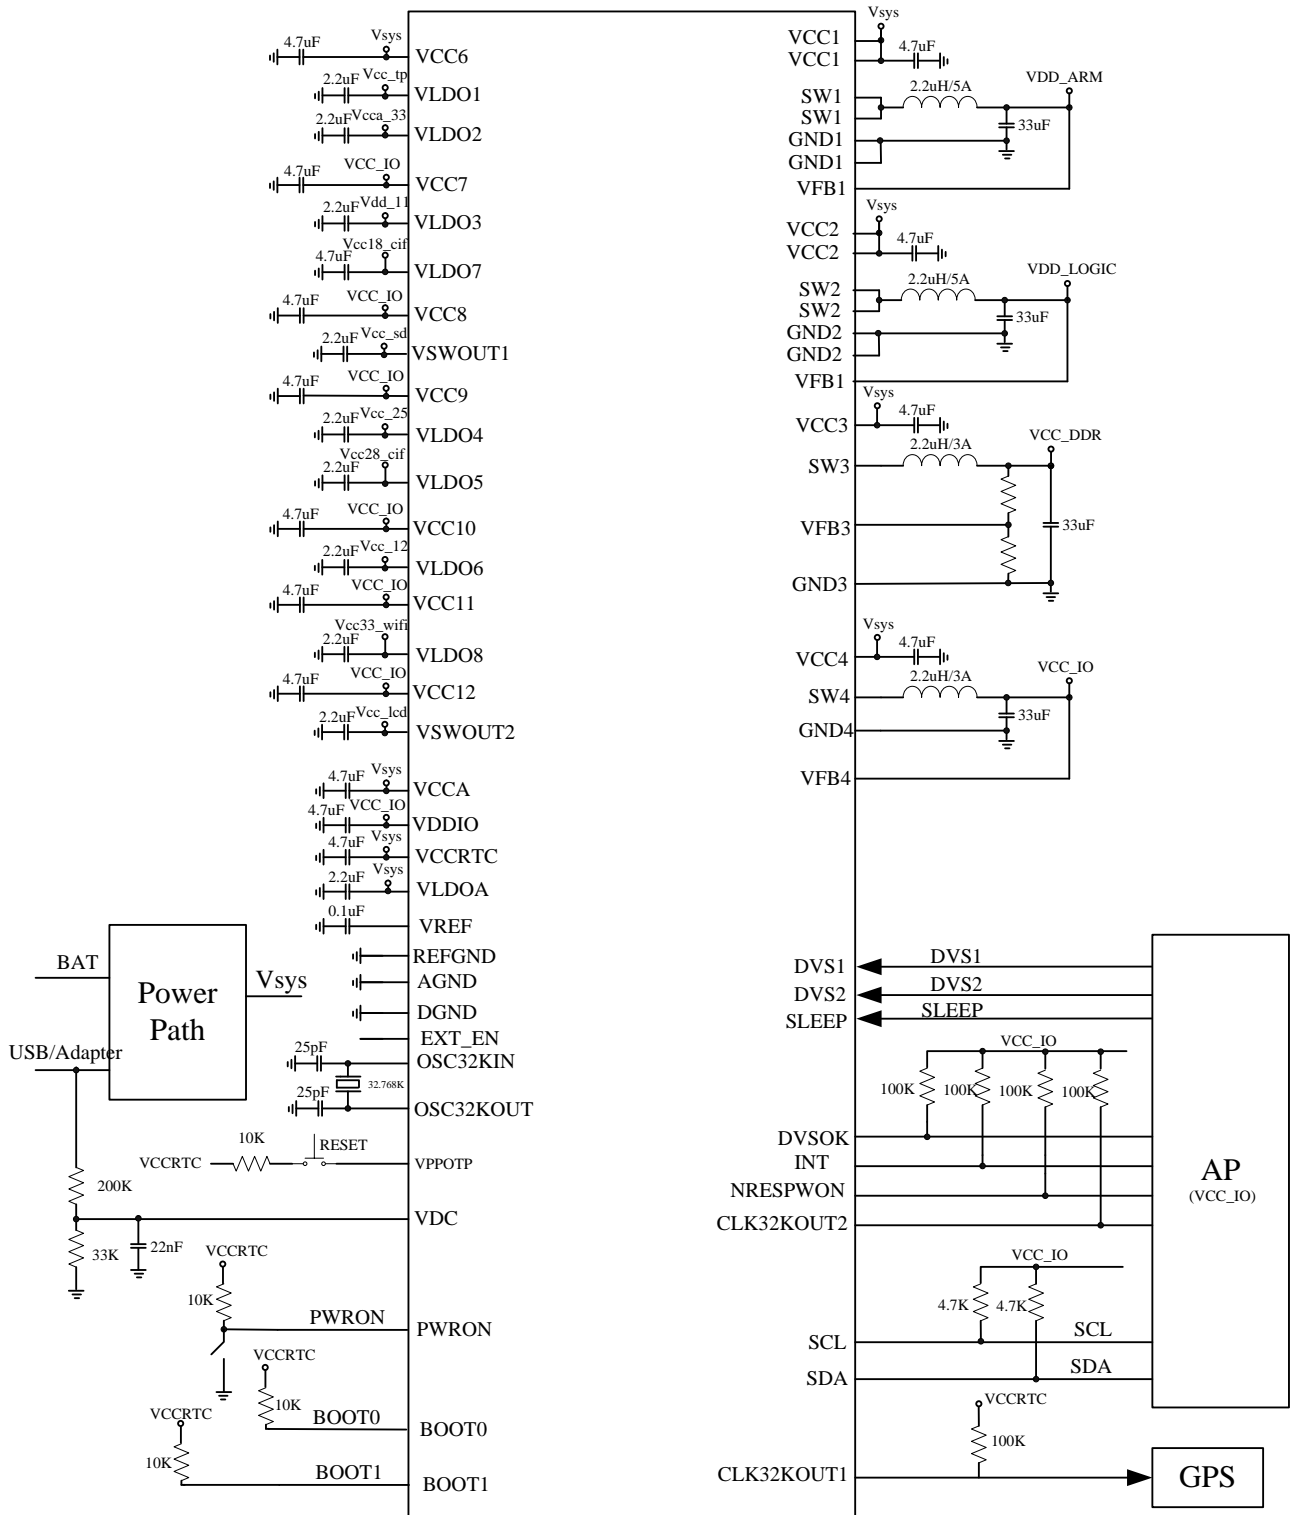 Vsys
4.7uF
VCC6
2.2uF
Vcc_tp
VLDO1
2.2uF
Vcca_33
VLDO2
VCC_IO
4.7uF
VCC7
Vdd_11
2.2uF
VLDO3
Vcc18_cif
4.7uF
VLDO7
VCC_IO
4.7uF
VCC8
Vcc_sd
2.2uF
VSWOUT1
VCC_IO
4.7uF
VCC9
Vcc_25
2.2uF
VLDO4
Vcc28_cif
2.2uF
VLDO5
VCC_IO
4.7uF
VCC10
Vcc_12
2.2uF
VLDO6
VCC_IO
4.7uF
VCC11
Vcc33_wifi
2.2uF
VLDO8
VCC_IO
4.7uF
VCC12
Vcc_lcd
2.2uF
VSWOUT2
Vsys
4.7uF
VCCA
VCC_IO
4.7uF
VDDIO
Vsys
4.7uF
VCCRTC
Vsys
2.2uF
VLDOA
0.1uF
VREF
REFGND
AGND
DGND
EXT_EN
25pF
OSC32KIN
32.768K
25pF
OSC32KOUT
BAT
Power
Path
Vsys
USB/Adapter
10K
RESET
VCCRTC
VPPOTP
200K
VDC
33K
22nF
VCCRTC
10K
PWRON
PWRON
VCCRTC
10K
BOOT0
BOOT0
VCCRTC
10K
BOOT1
BOOT1
Vsys
VCC1
VCC1
4.7uF
SW1
SW1
2.2uH/5A
VDD_ARM
33uF
GND1
GND1
VFB1
Vsys
VCC2
VCC2
4.7uF
SW2
SW2
2.2uH/5A
VDD_LOGIC
33uF
GND2
GND2
VFB1
Vsys
VCC3
4.7uF
SW3
2.2uH/3A
VCC_DDR
VFB3
33uF
GND3
Vsys
VCC4
4.7uF
SW4
2.2uH/3A
VCC_IO
33uF
GND4
VFB4
DVS1
DVS1
DVS2
DVS2
SLEEP
SLEEP
VCC_IO
100K
100K
100K
100K
DVSOK
INT
NRESPWON
CLK32KOUT2
AP
(VCC_IO)
VCC_IO
4.7K
4.7K
SCL
SCL
SDA
SDA
VCCRTC
100K
CLK32KOUT1
GPS